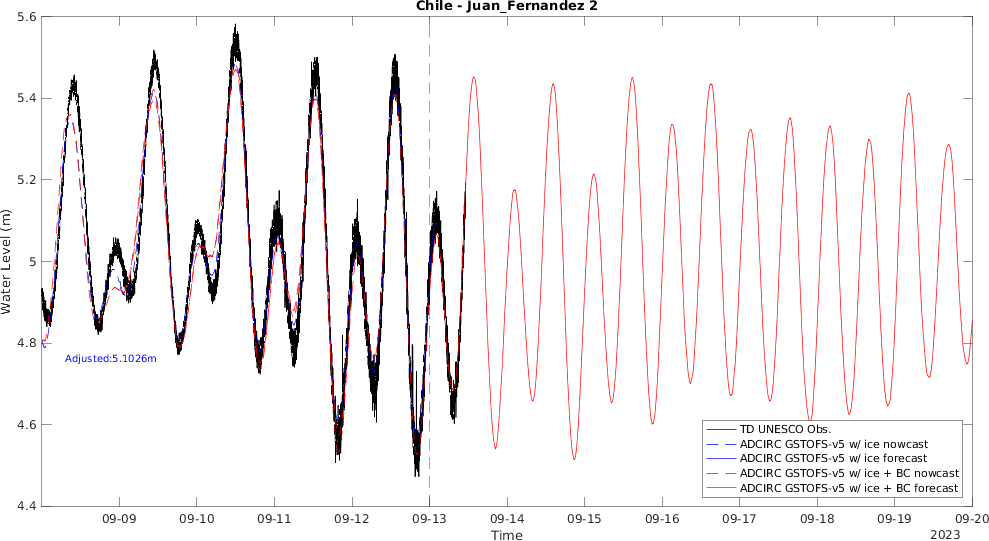 Chile - Juan_Fernandez 2
5.6
5.4
5.2
5
4.8
4.6
4.4
Water Level (m)
Adjusted:5.1026m
TD UNESCO Obs.
ADCIRC GSTOFS-v5 w/ ice nowcast
ADCIRC GSTOFS-v5 w/ ice forecast
ADCIRC GSTOFS-v5 w/ ice + BC nowcast
ADCIRC GSTOFS-v5 w/ ice + BC forecast
09-09 09-10 09-11 09-12 09-13 09-14 09-15 09-16 09-17 09-18 09-19 09-20
Time
2023